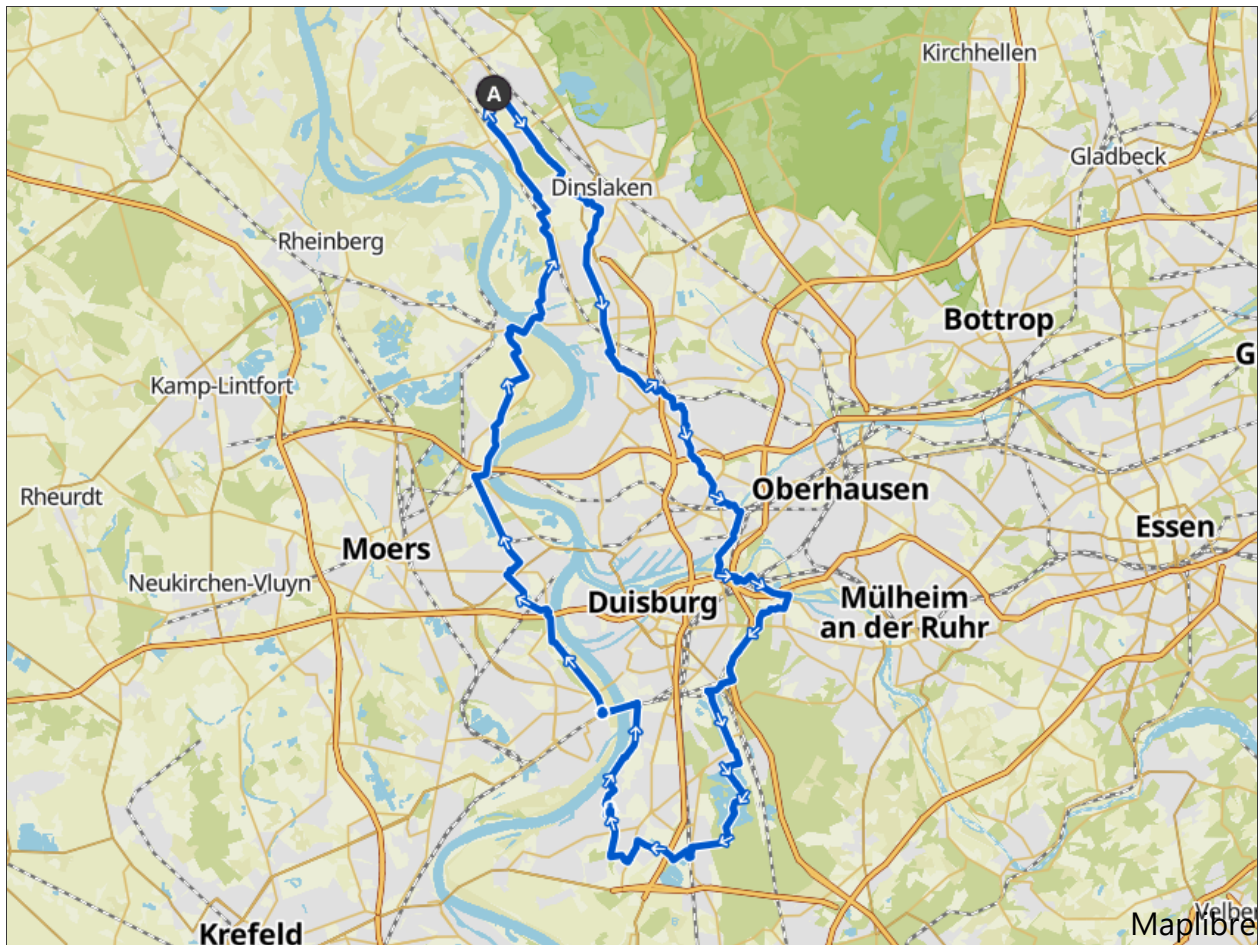 Kirchhellen
A
Gladbeck
Dinslaken
Rheinberg
Bottrop
G
Kamp-Lintfort
Rheurdt
Oberhausen
Essen
Moers
Neukirchen-Vluyn
Duisburg
Mülheim
an der Ruhr
Velber
Krefeld
Maplibre